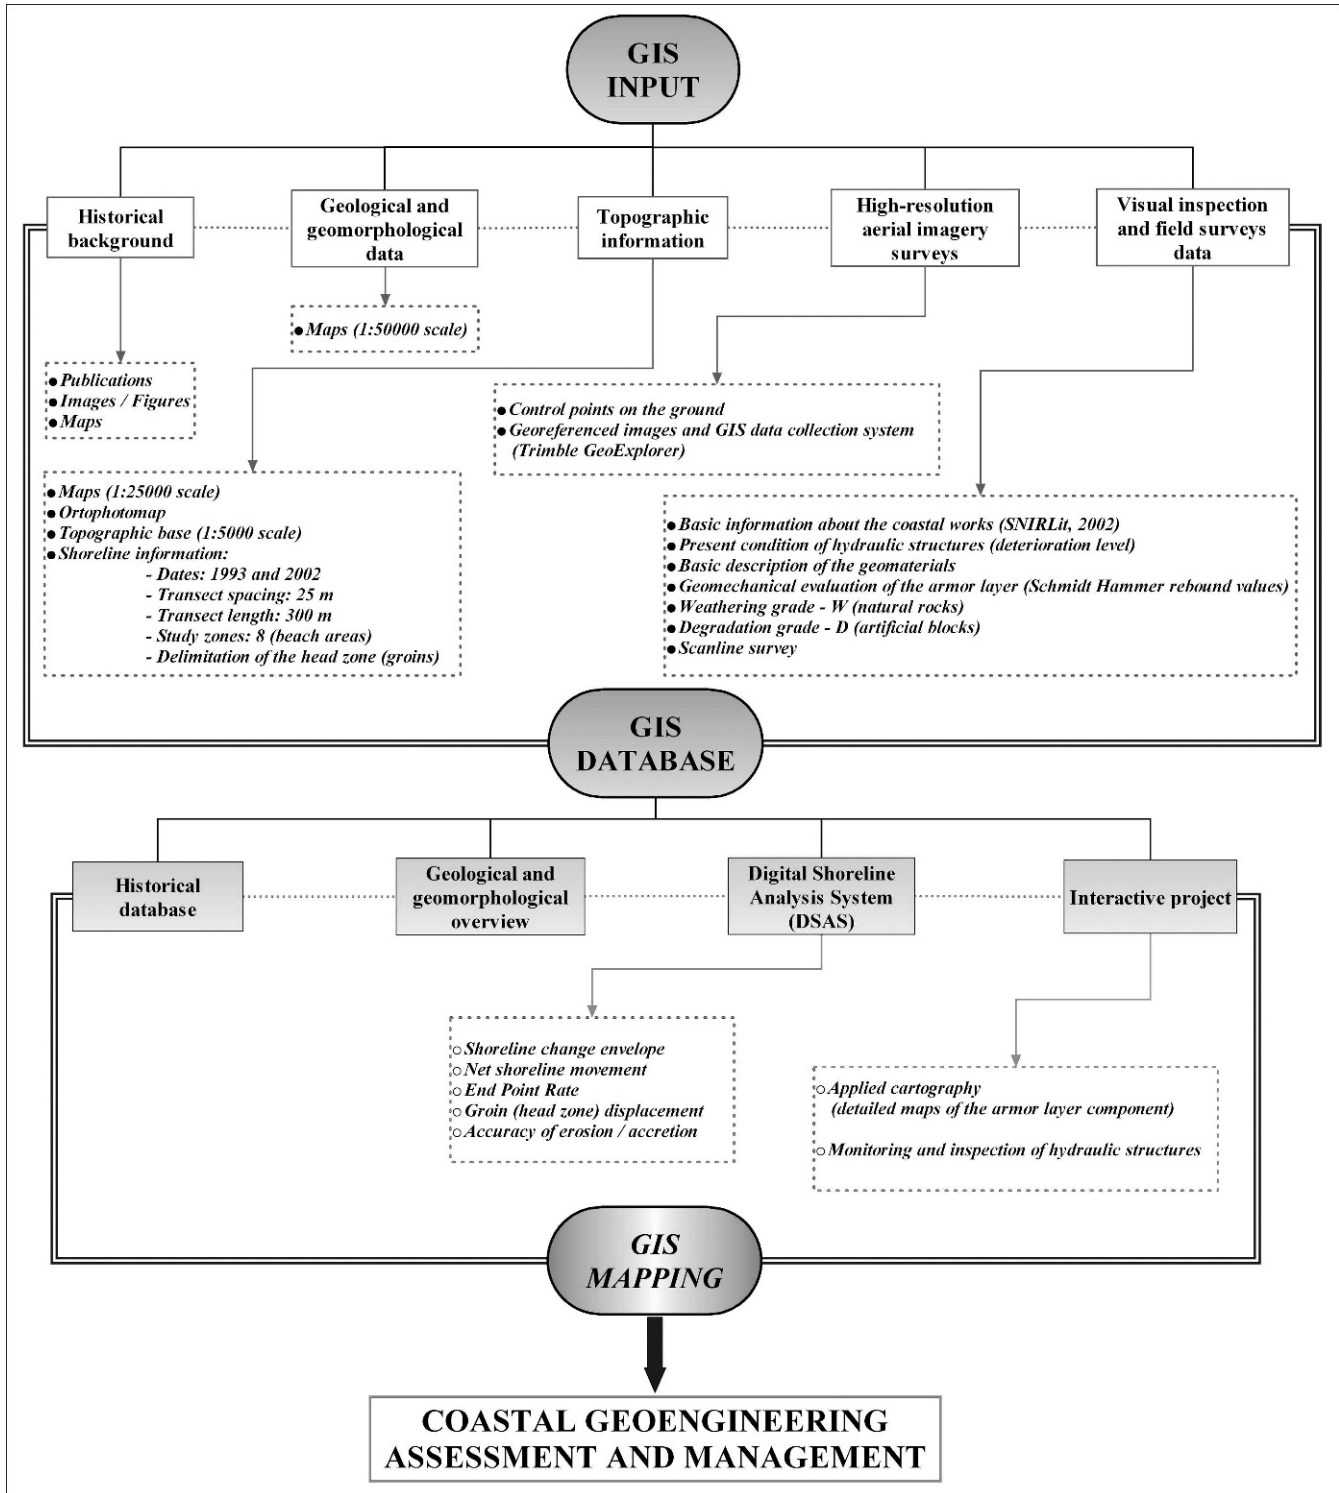 GIS
INPUT
Historical
background
Geological and
geomorphological
data
Topographic
information
High-resolution
aerial imagery
surveys
Visual inspection
and field surveys
data
● Maps (1:50000 scale)
● Publications
● Images / Figures
● Maps
● Control points on the ground
● Georeferenced images and GIS data collection system
(Trimble GeoExplorer)
● Maps (1:25000 scale)
● Ortophotomap
● Topographic base (1:5000 scale)
● Shoreline information:
- Dates: 1993 and 2002
- Transect spacing: 25 m
- Transect length: 300 m
- Study zones: 8 (beach areas)
- Delimitation of the head zone (groins)
● Basic information about the coastal works (SNIRLit, 2002)
● Present condition of hydraulic structures (deterioration level)
● Basic description of the geomaterials
● Geomechanical evaluation of the armor layer (Schmidt Hammer rebound values)
● Weathering grade - W (natural rocks)
● Degradation grade - D (artificial blocks)
● Scanline survey
GIS
DATABASE
Historical
database
Geological and
geomorphological
overview
Digital Shoreline
Analysis System
(DSAS)
Interactive project
○ Shoreline change envelope
○ Net shoreline movement
○ End Point Rate
○ Groin (head zone) displacement
○ Accuracy of erosion / accretion
○ Applied cartography
(detailed maps of the armor layer component)
○ Monitoring and inspection of hydraulic structures
GIS
MAPPING
COASTAL GEOENGINEERING
ASSESSMENT AND MANAGEMENT